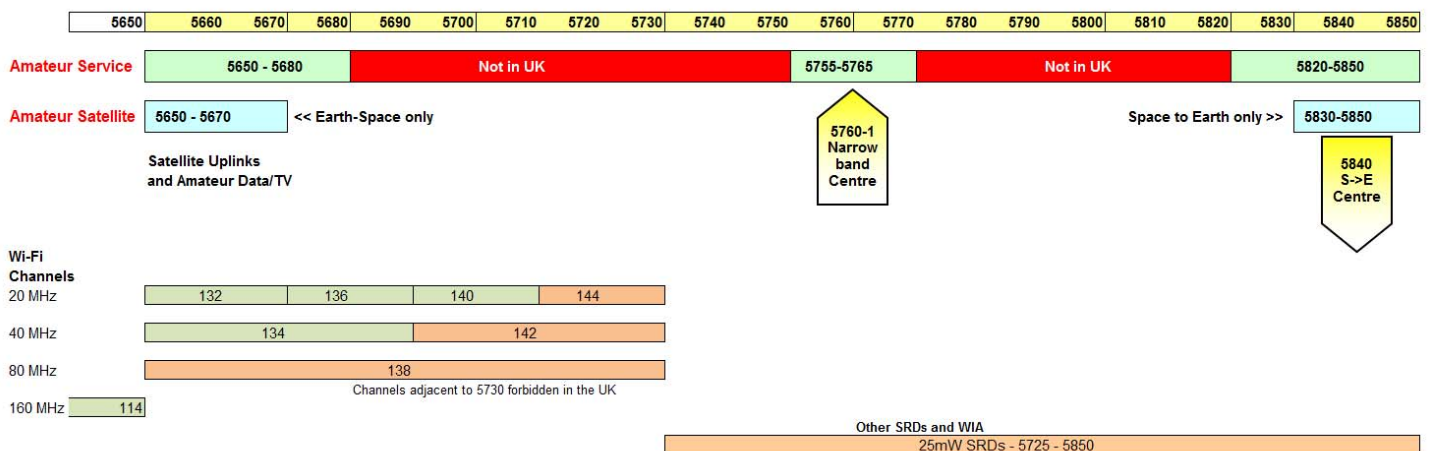 5650 5660 5670 5680 5690 5700 5710 5720 5730 5740 5750 5760 5770 5780 5790 5800 5810 5820 5830 5840 5850
Amateur Service 5650 - 5680 Not in UK 5755-5765 Not in UK 5820-5850
Amateur Satellite 5650 - 5670 << Earth-Space only Space to Earth only >> 5830-5850
5760-1
Narrow
band
Centre
5840
S->E
Centre
Satellite Uplinks
and Amateur Data/TV
Wi-Fi
Channels
20 MHz 132 136 140 144
40 MHz 134 142
80 MHz 138
Channels adjacent to 5730 forbidden in the UK
160 MHz 114
Other SRDs and WIA
25mW SRDs - 5725 - 5850